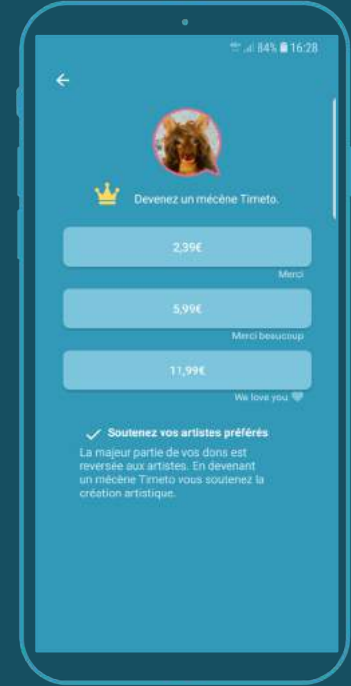 84% 16:28
Devenez un mécène Timeto.
2,39€
Merci
5,99€
Merci beaucoup
11,99€
We love you
Soutenez vos artistes préférés
La majeur partie de vos dons est
reversée aux artistes. En devenant
un mécène Timeto vous soutenez la
création artistique.